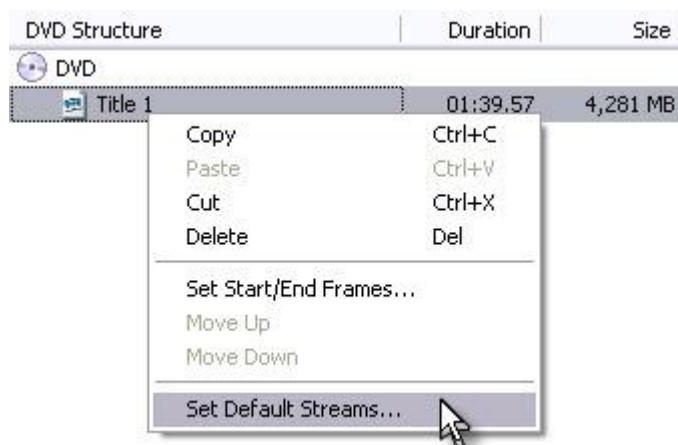 DVD Structure Duration Size
DVD
Title 1 01:39.57 4,281 MB
Copy Ctrl+C
Paste Ctrl+V
Cut Ctrl+X
Delete Del
Set Start/End Frames...
Move Up
Move Down
Set Default Streams...